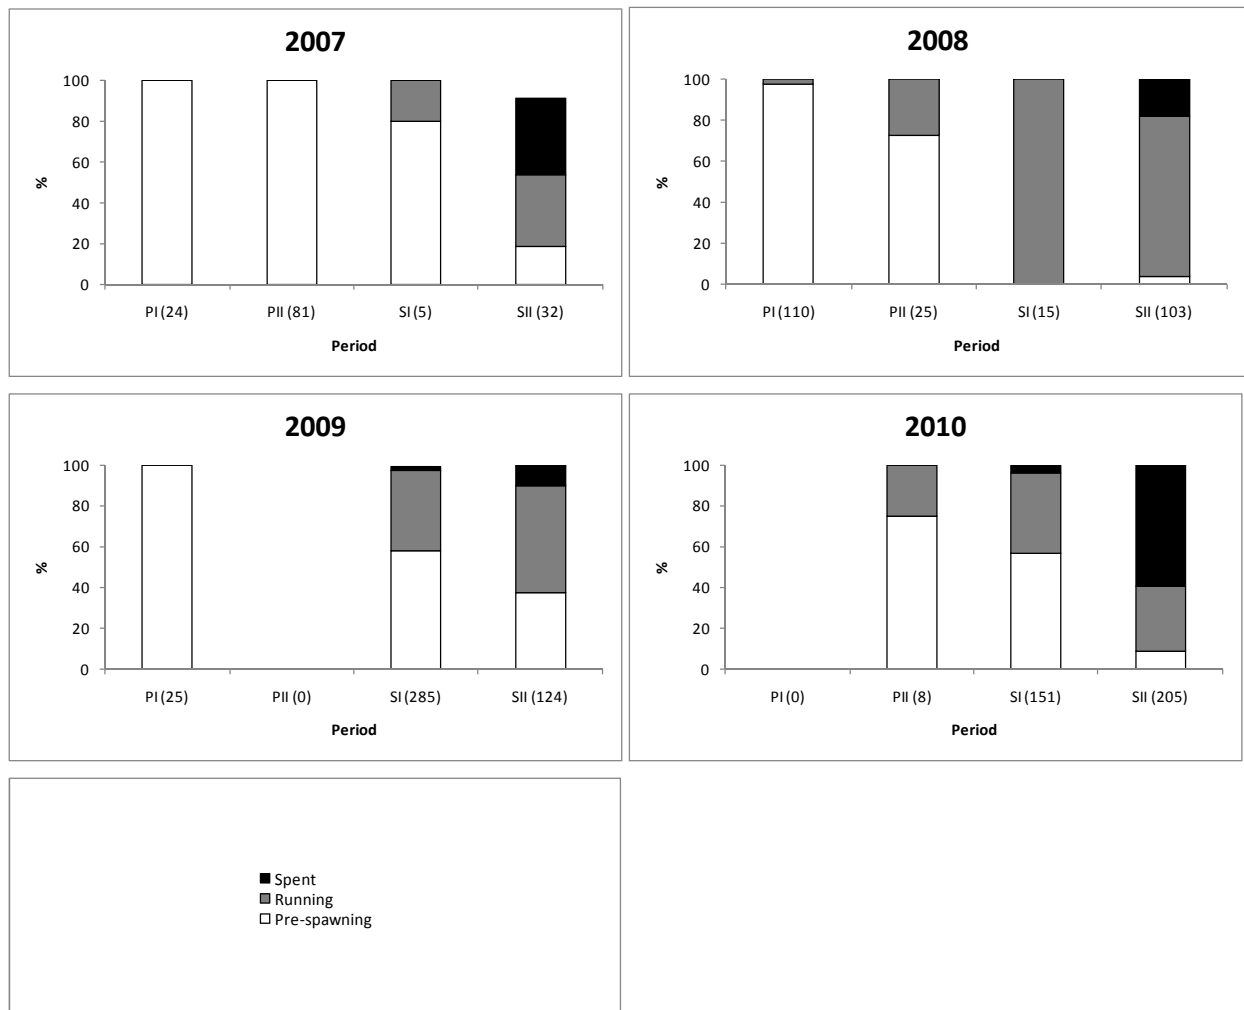 2007
100
80
60
40
20
0
%
PI (24) PII (81) SI (5) SII (32)
Period
2008
100
80
60
40
20
0
%
PI (110) PII (25) SI (15) SII (103)
Period
2009
100
80
60
40
20
0
%
PI (25) PII (0) SI (285) SII (124)
Period
2010
100
80
60
40
20
0
%
PI (0) PII (8) SI (151) SII (205)
Period
Spent
Running
Pre-spawning